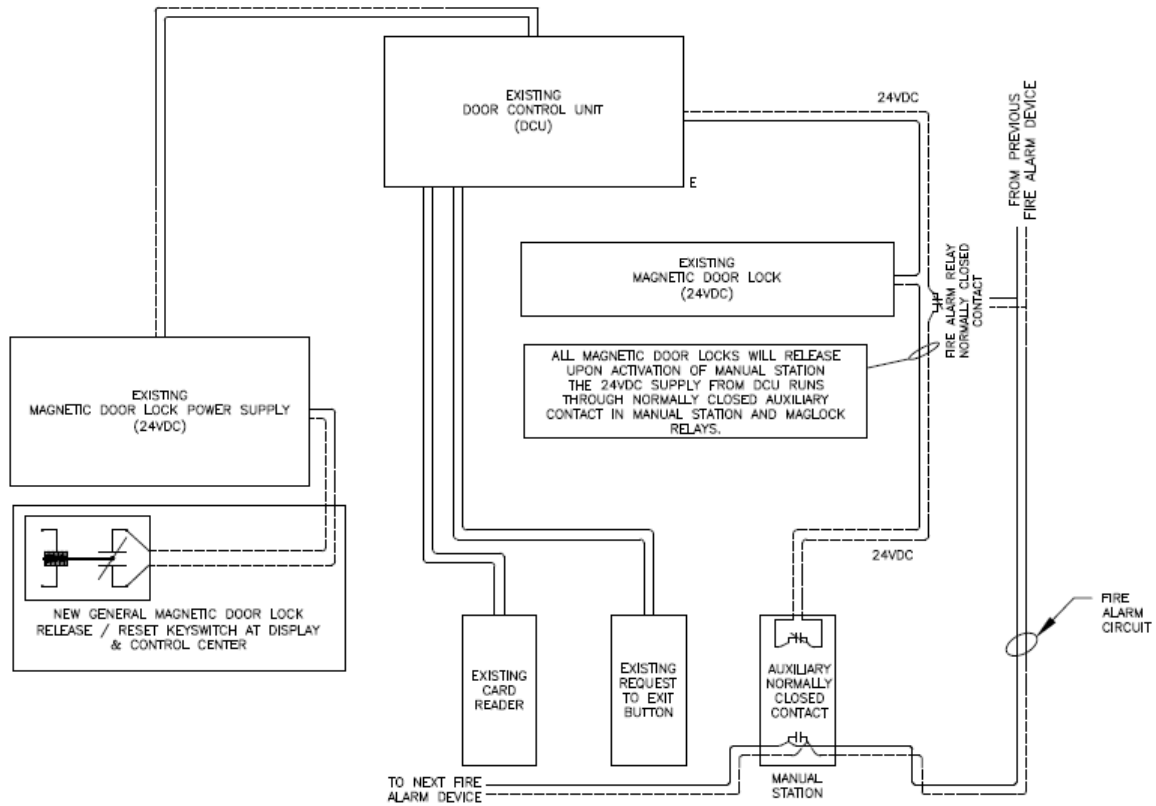 EXISTING
DOOR CONTROL UNIT
(DCU)
24VDC
FROM PREVIOUS
FIRE ALARM DEVICE
E
EXISTING
MAGNETIC DOOR LOCK
(24VDC)
FIRE ALARM RELAY
NORMALLY CLOSED
CONTACT
ALL MAGNETIC DOOR LOCKS WILL RELEASE
UPON ACTIVATION OF MANUAL STATION
THE 24VDC SUPPLY FROM DCU RUNS
THROUGH NORMALLY CLOSED AUXILIARY
CONTACT IN MANUAL STATION AND MAGLOCK
RELAYS.
EXISTING
MAGNETIC DOOR LOCK POWER SUPPLY
(24VDC)
NEW GENERAL MAGNETIC DOOR LOCK
RELEASE / RESET KEYSWITCH AT DISPLAY
& CONTROL CENTER
24VDC
FIRE
ALARM
CIRCUIT
EXISTING
CARD
READER
EXISTING
REQUEST
TO EXIT
BUTTON
AUXILIARY
NORMALLY
CLOSED
CONTACT
MANUAL
STATION
TO NEXT FIRE
ALARM DEVICE